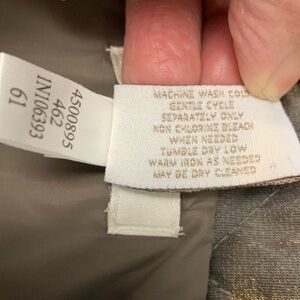 4500895
462
IN106393
61
MACHINE WASH COLD
GENTLE CYCLE
SEPARATELY ONLY
NON CHLORINE BLEACH
WHEN NEEDED
TUMBLE DRY LOW
WARM IRON AS NEEDED
MAY BE DRY CLEANED